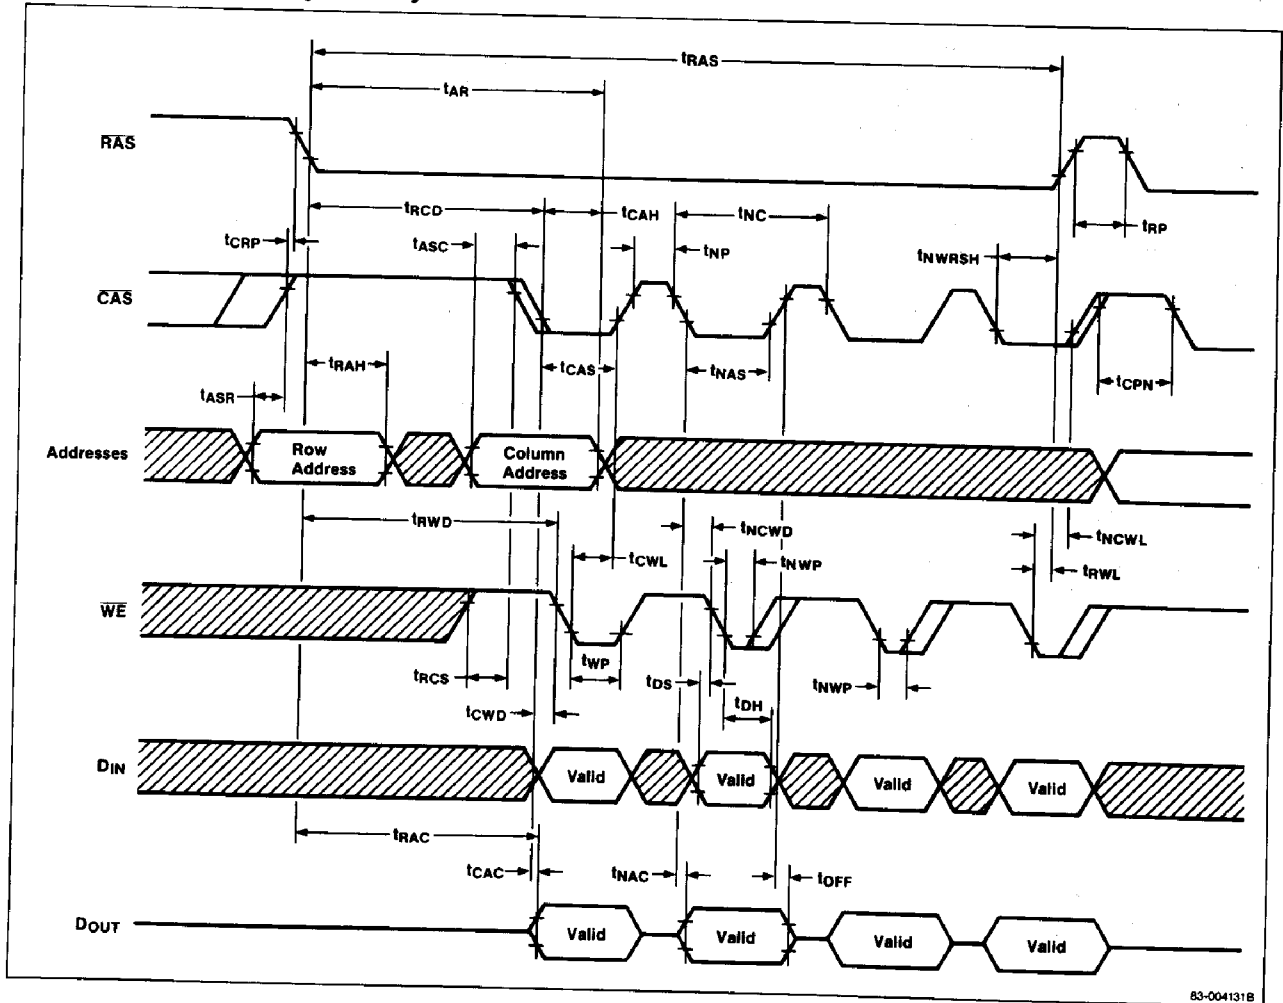 tRAS
tAR
RAS
tRCD
tCAH
tNC
tCRP
tASC
tNP
tRP
tNWRSH
CAS
tRAH
tCAS
tNAS
tCPN
tASR
Addresses
Row Address
Column Address
tRWD
tNCWD
tNCWL
tCWL
tNWP
tRWL
WE
tRCS
tWP
tDS
tNWP
tCWD
tDH
DIN
Valid
Valid
Valid
Valid
tRAC
tCAC
tNAC
tOFF
DOUT
Valid
Valid
Valid
Valid
83-004131B